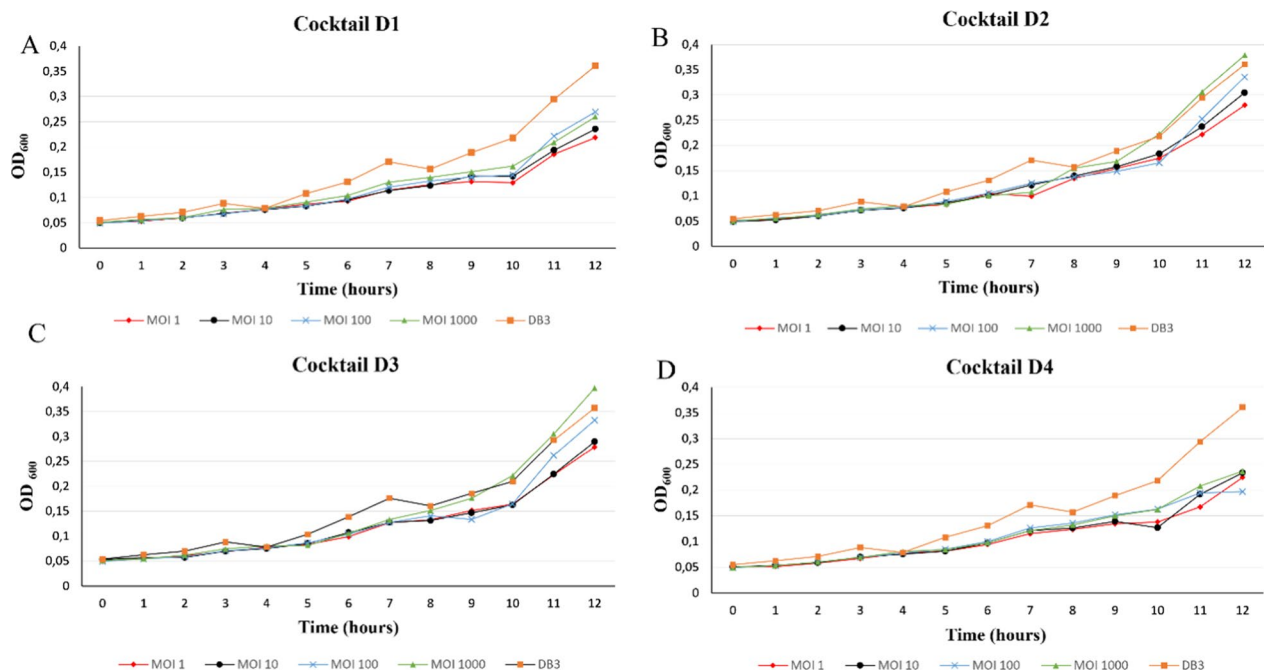 A
Cocktail D1
0,4
0,35
0,3
0,25
0,2
0,15
0,1
0,05
0
OD600
0 1 2 3 4 5 6 7 8 9 10 11 12
Time (hours)
MOI 1 MOI 10 MOI 100 MOI 1000 DB3
B
Cocktail D2
0,4
0,35
0,3
0,25
0,2
0,15
0,1
0,05
0
OD600
0 1 2 3 4 5 6 7 8 9 10 11 12
Time (hours)
MOI 1 MOI 10 MOI 100 MOI 1000 DB3
C
Cocktail D3
0,4
0,35
0,3
0,25
0,2
0,15
0,1
0,05
0
OD 600
0 1 2 3 4 5 6 7 8 9 10 11 12
Time (hours)
MOI 1 MOI 10 MOI 100 MOI 1000 DB3
D
Cocktail D4
0,4
0,35
0,3
0,25
0,2
0,15
0,1
0,05
0
OD600
0 1 2 3 4 5 6 7 8 9 10 11 12
Time (hours)
MOI 1 MOI 10 MOI 100 MOI 1000 DB3